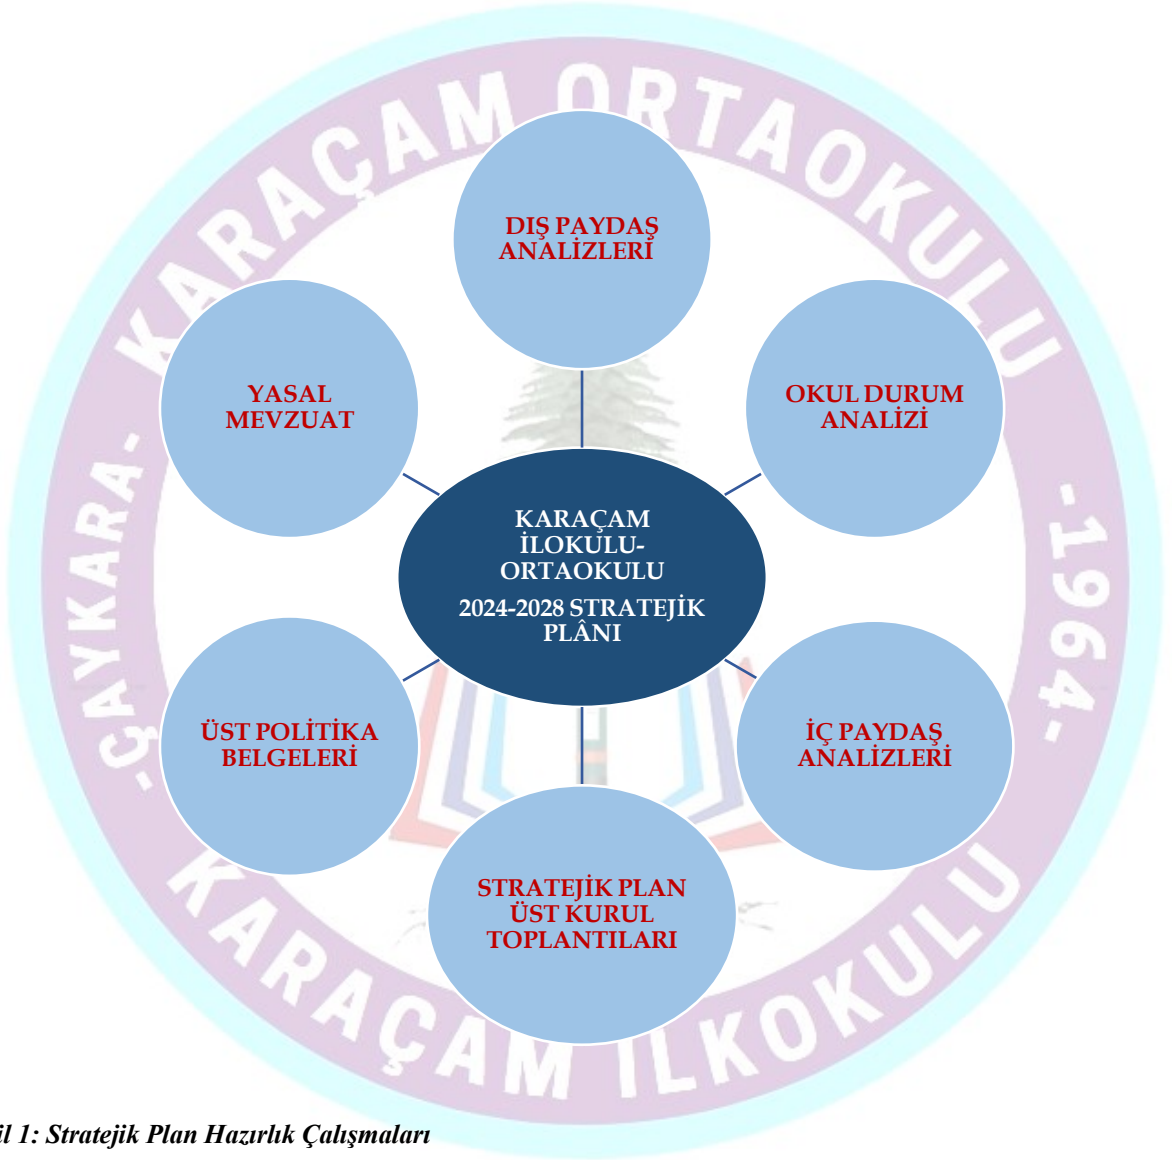 KARAÇAM ORTAOKULU
DIŞ PAYDAŞ
ANALİZLERİ
YASAL
MEVZUAT
OKUL DURUM
ANALİZİ
-ÇAYKARA-
-1964-
KARAÇAM
İLOKULU-
ORTAOKULU
2024-2028 STRATEJİK
PLÂNI
ÜST POLİTİKA
BELGELERİ
İÇ PAYDAŞ
ANALİZLERİ
STRATEJİK PLAN
ÜST KURUL
TOPLANTILARI
KARAÇAM İLKOKULU
il 1: Stratejik Plan Hazırlık Çalışmaları